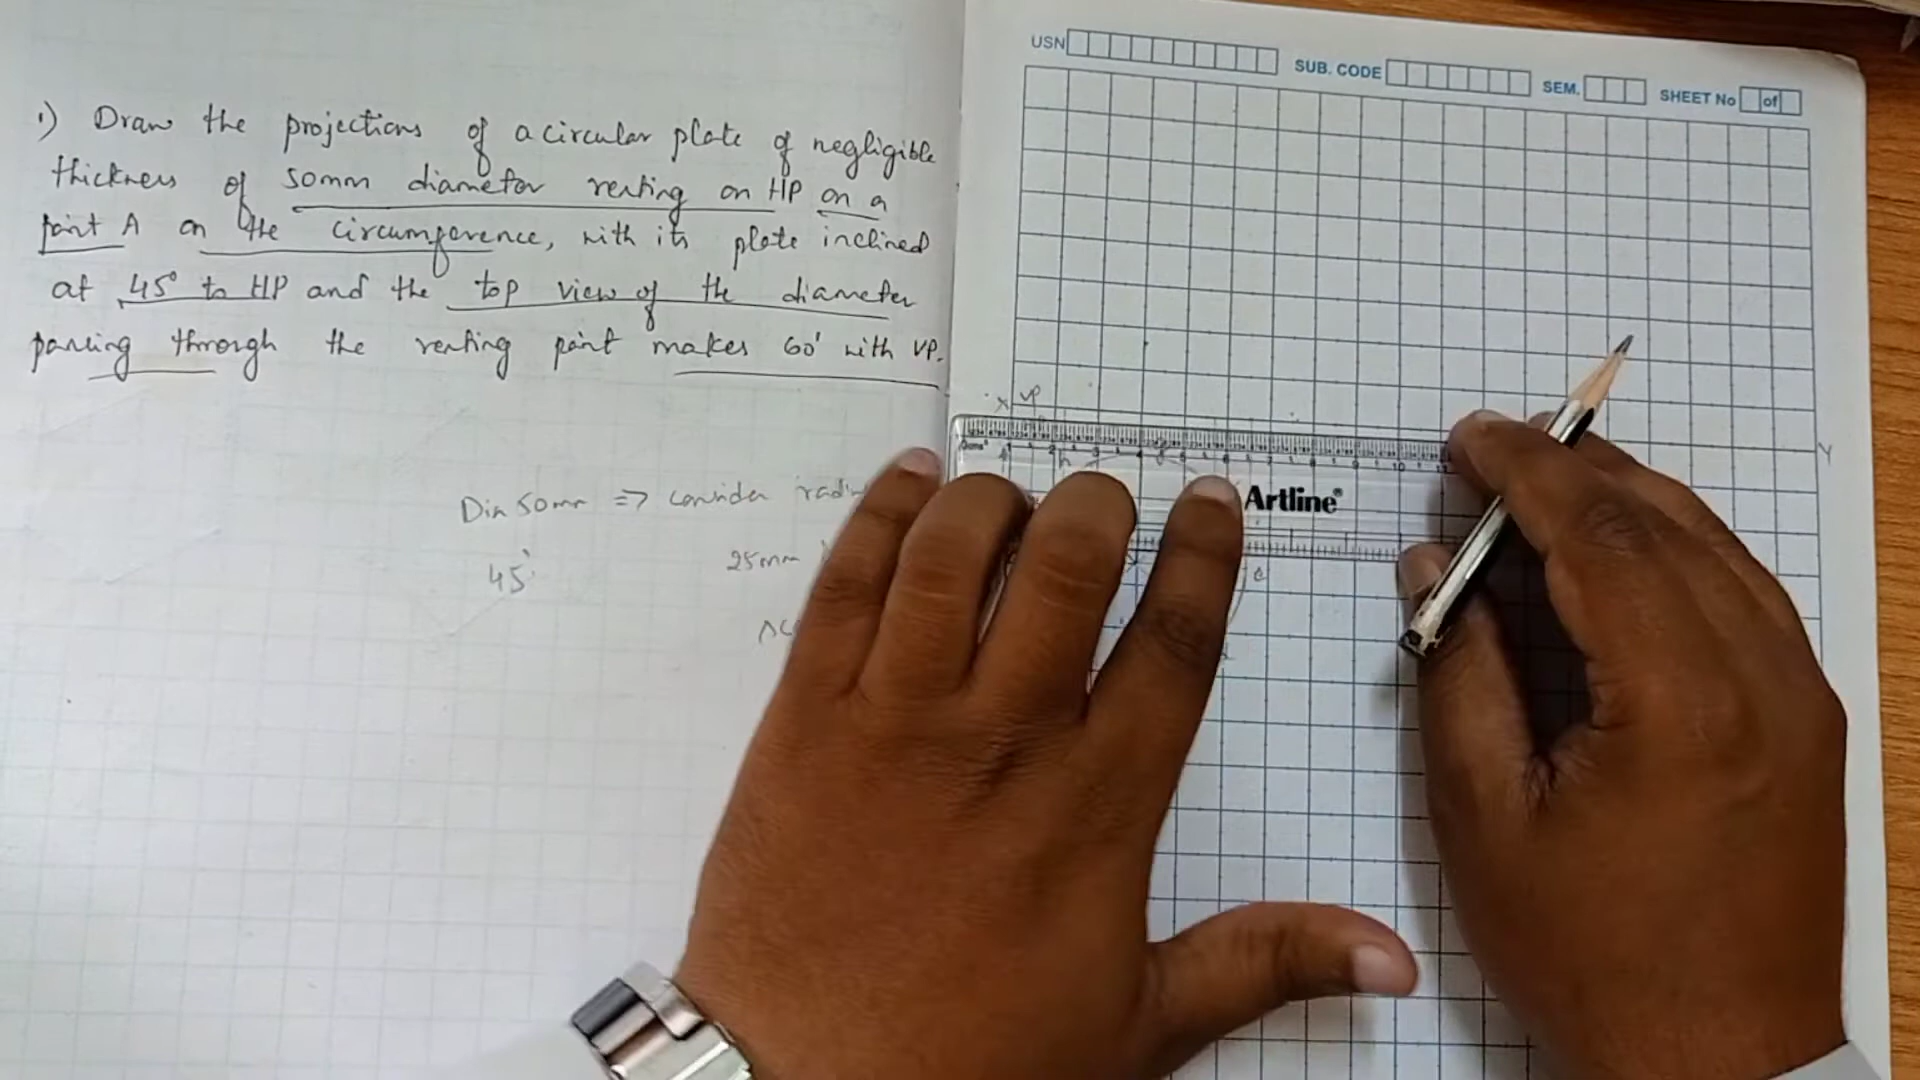 USN SUB. CODE SEM. SHEET No of
1) Draw the projections of a circular plate of negligible
thickness of 50mm diameter resting on HP on a
point A on the circumference, with its plate inclined
at 45° to HP and the top view of the diameter
passing through the resting point makes 60° with VP.
X VP
Y
Artline®
Dia 50mm => consider
25mm
45°
e